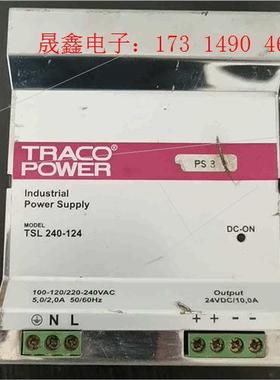 晟鑫电子：173 1490 46
TRACO
POWER
PS 3
Industrial
Power Supply
MODEL
TSL 240-124
DC-ON
100-120/220-240VAC
5,0/2,0A 50/60Hz
Output
24VDC/10,0A
N L
+ + - -